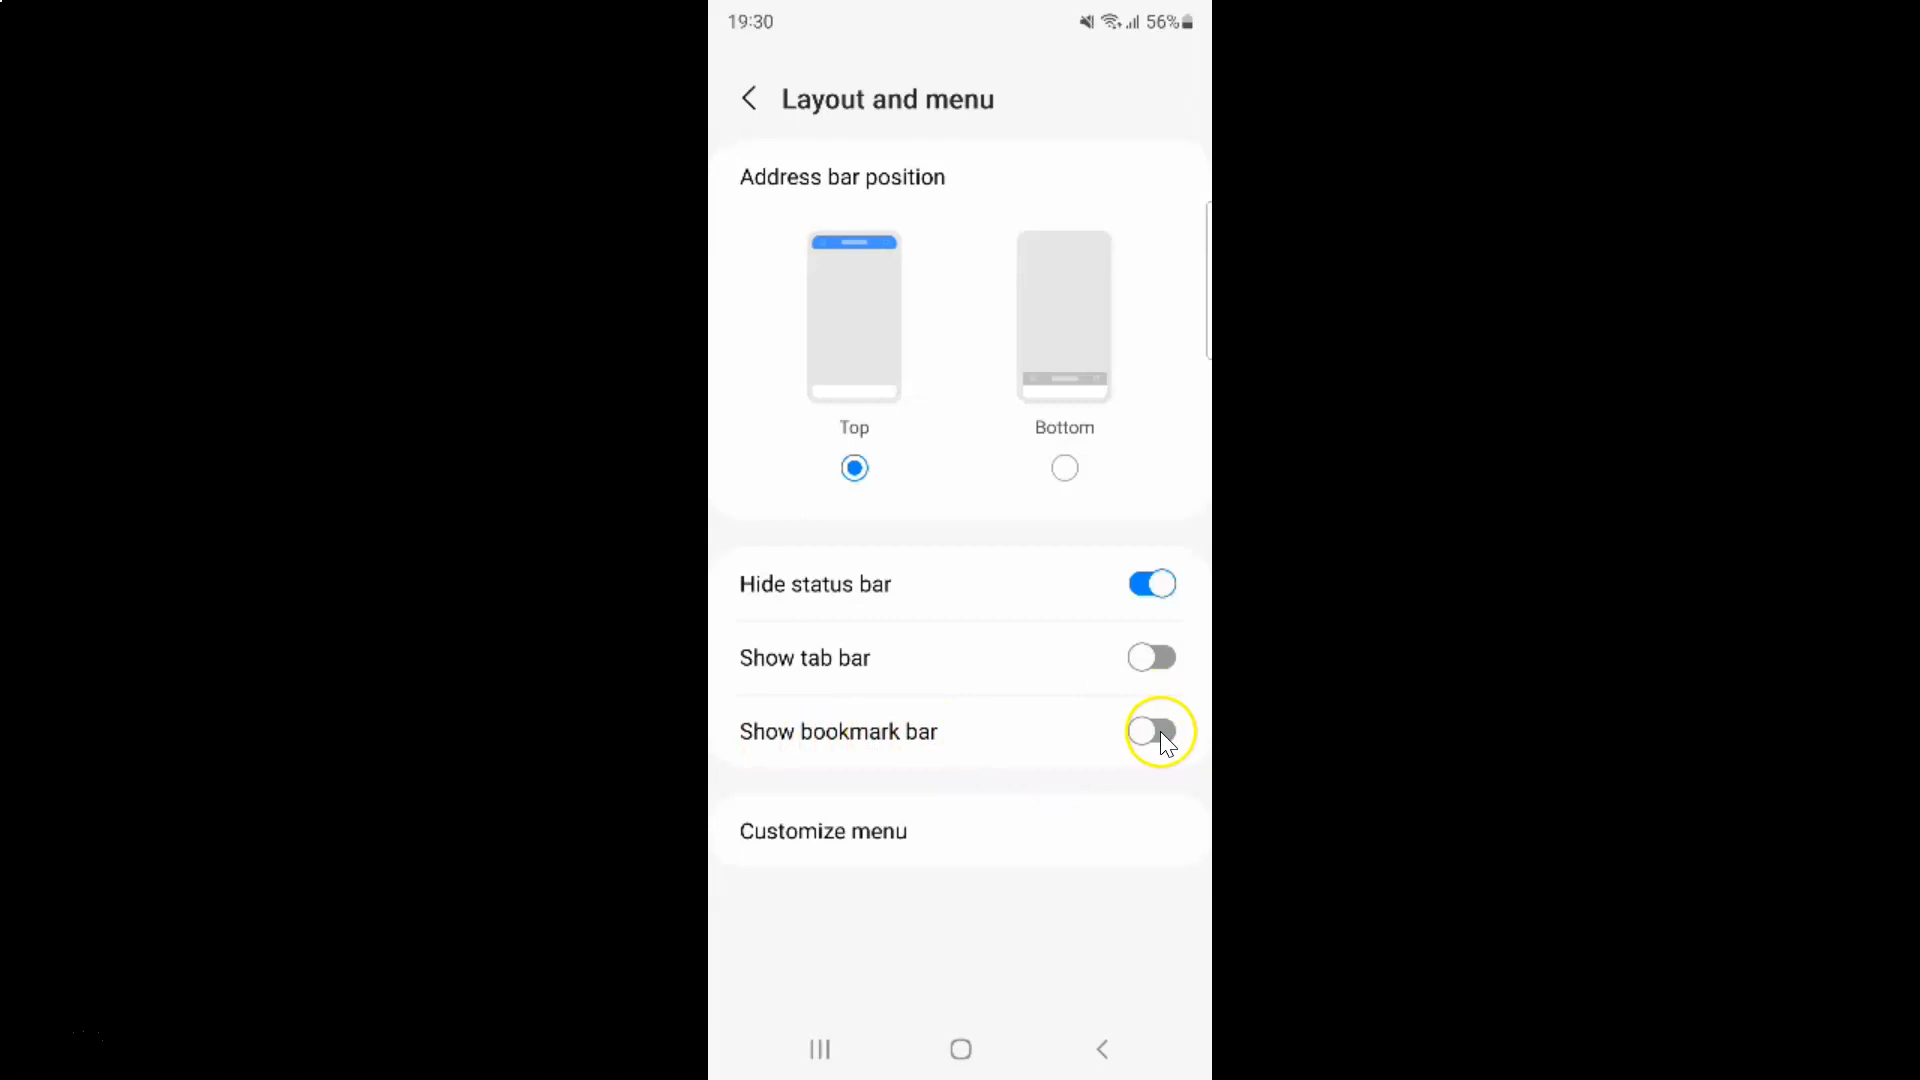 19:30
56%
Layout and menu
Address bar position
Top
Bottom
Hide status bar
Show tab bar
Show bookmark bar
Customize menu